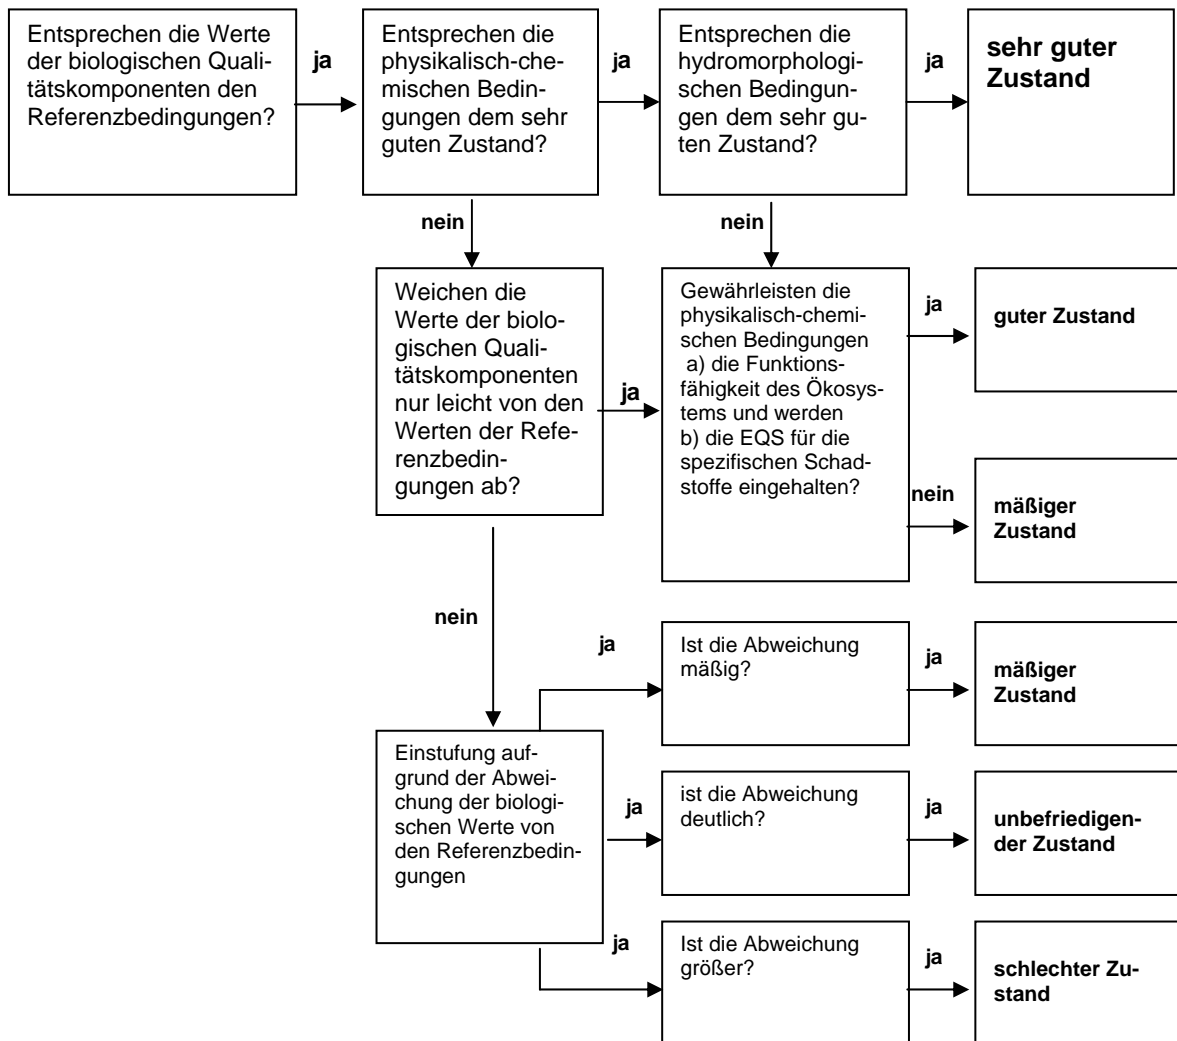 Entsprechen die Werte
der biologischen Quali-
tätskomponenten den
Referenzbedingungen?
ja
Entsprechen die
physikalisch-che-
mischen Bedin-
gungen dem sehr
guten Zustand?
ja
Entsprechen die
hydromorphologi-
schen Bedingun-
gen dem sehr gu-
ten Zustand?
ja
sehr guter
Zustand
nein
nein
Weichen die
Werte der biolo-
gischen Quali-
tätskomponenten
nur leicht von den
Werten der Refe-
renzbedin-
gungen ab?
ja
Gewährleisten die
physikalisch-chemi-
schen Bedingungen
a) die Funktions-
fähigkeit des Ökosys-
tems und werden
b) die EQS für die
spezifischen Schad-
stoffe eingehalten?
ja
guter Zustand
nein
mäßiger
Zustand
nein
ja
Ist die Abweichung
mäßig?
ja
mäßiger
Zustand
Einstufung auf-
grund der Abwei-
chung der biologi-
schen Werte von
den Referenzbedin-
gungen
ja
ist die Abweichung
deutlich?
ja
unbefriedigen-
der Zustand
ja
Ist die Abweichung
größer?
ja
schlechter Zu-
stand